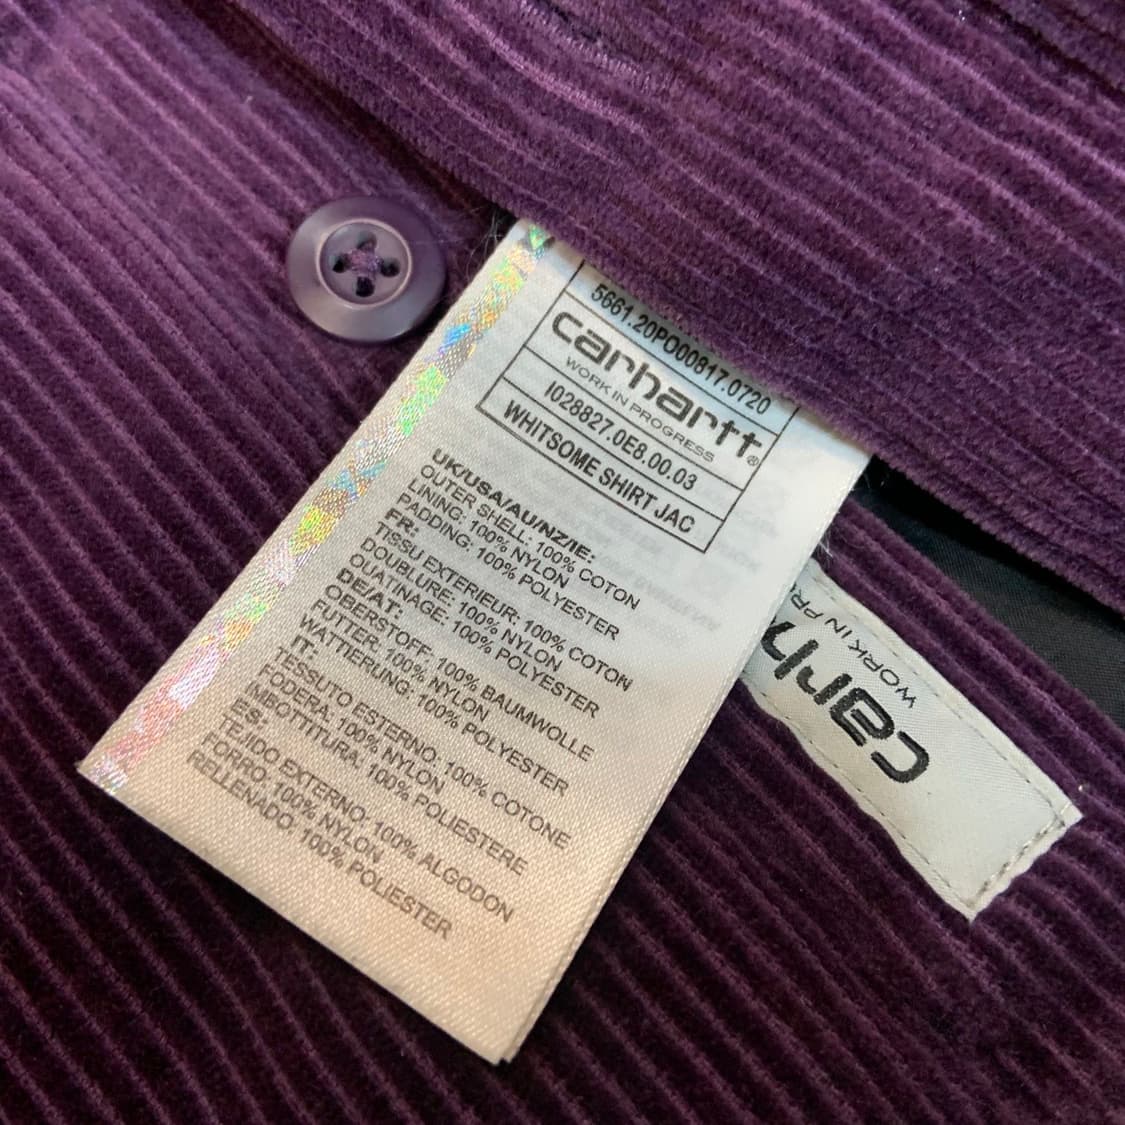 5661.20PO00817.0720
carhartt®
WORK IN PROGRESS
I028827.0E8.00.03
WHITSOME SHIRT JAC
UK/USA/AU/NZ/IE:
OUTER SHELL: 100% COTON
LINING: 100% NYLON
PADDING: 100% POLYESTER
FR:
TISSU EXTERIEUR: 100% COTON
DOUBLURE: 100% NYLON
OUATINAGE: 100% POLYESTER
DE/AT:
OBERSTOFF: 100% BAUMWOLLE
FUTTER: 100% NYLON
WATTIERUNG: 100% POLYESTER
IT:
TESSUTO ESTERNO: 100% COTONE
FODERA: 100% NYLON
IMBOTTITURA: 100% POLIESTERE
ES:
TEJIDO EXTERNO: 100% ALGODON
FORRO: 100% NYLON
RELLENADO: 100% POLIESTER
carh
WORK IN PR